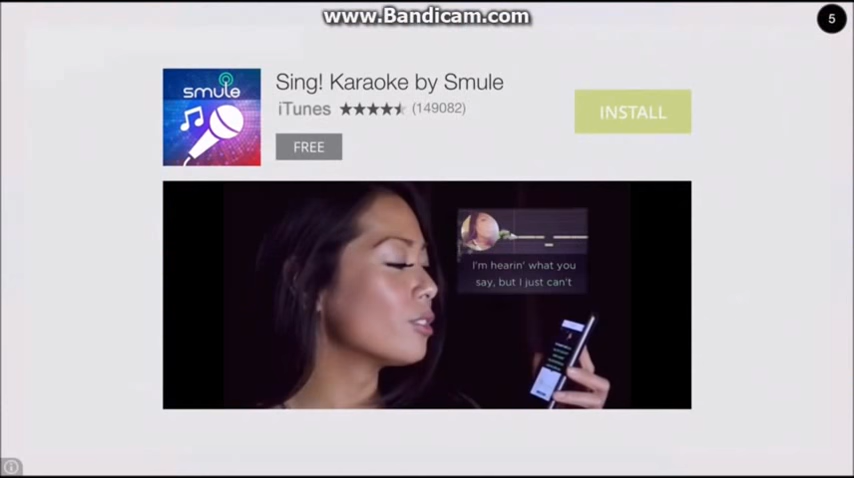 www.Bandicam.com
5
smule
Sing! Karaoke by Smule
iTunes ★★★★★ (149082)
FREE
INSTALL
I'm hearin' what you
say, but I just can't